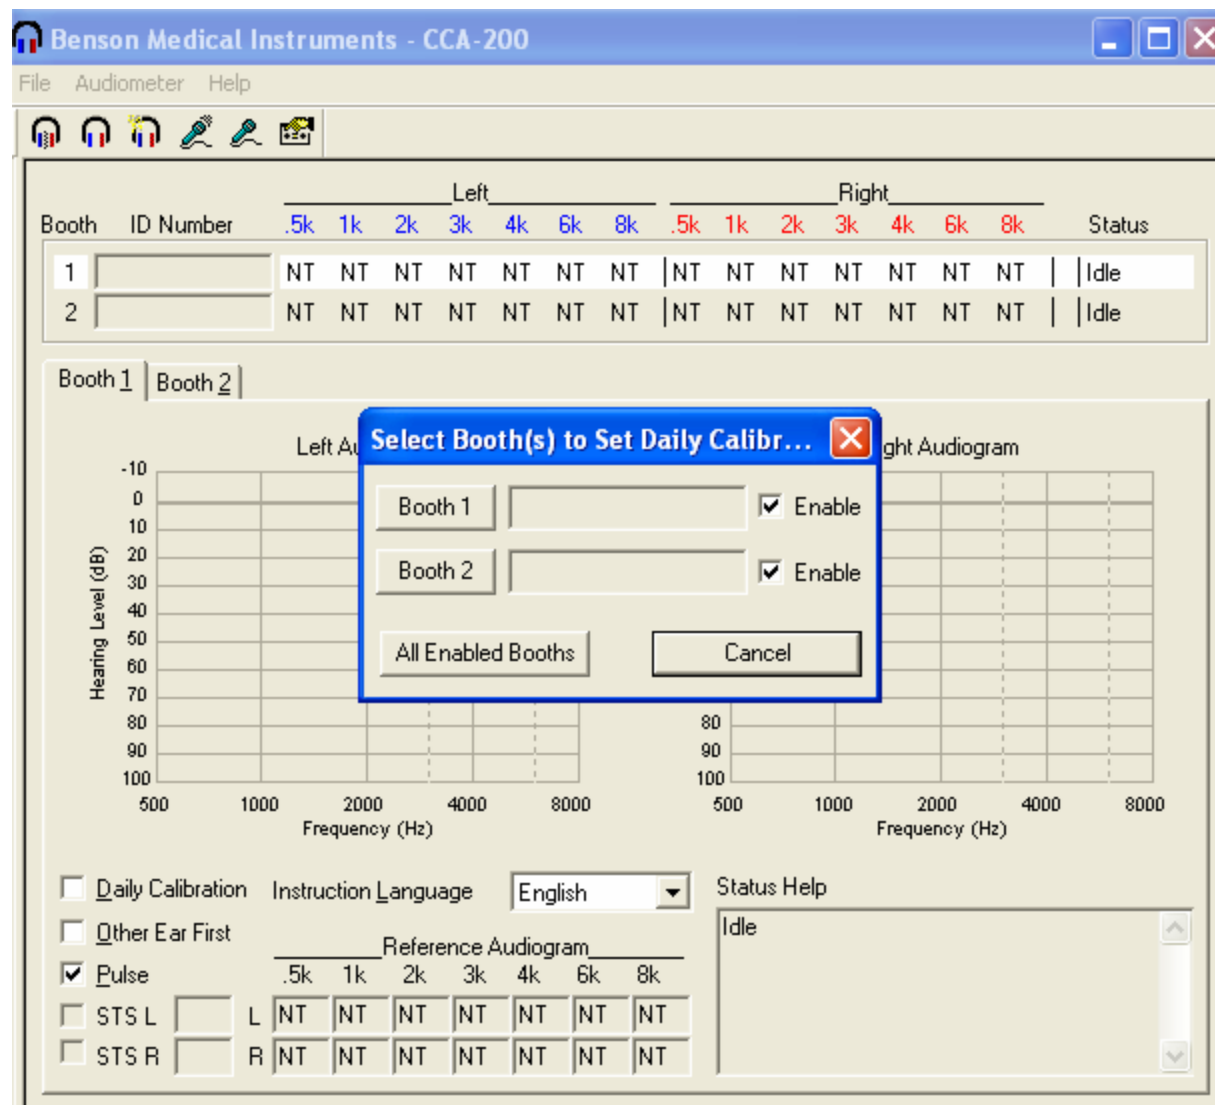 Benson Medical Instruments - CCA-200
File Audiometer Help
Left Right
Booth ID Number .5k 1k 2k 3k 4k 6k 8k .5k 1k 2k 3k 4k 6k 8k Status
1 NT NT NT NT NT NT NT NT NT NT NT NT NT NT Idle
2 NT NT NT NT NT NT NT NT NT NT NT NT NT NT Idle
Booth 1 Booth 2
Select Booth(s) to Set Daily Calibr...
Booth 1 Enable
Booth 2 Enable
All Enabled Booths Cancel
Left Au ght Audiogram
Hearing Level (dB)
-10
0
10
20
30
40
50
60
70
80 80
90 90
100 100
500 1000 2000 4000 8000 500 1000 2000 4000 8000
Frequency (Hz) Frequency (Hz)
Daily Calibration Instruction Language English Status Help
Other Ear First Idle
Reference Audiogram
Pulse .5k 1k 2k 3k 4k 6k 8k
STS L L NT NT NT NT NT NT NT
STS R R NT NT NT NT NT NT NT